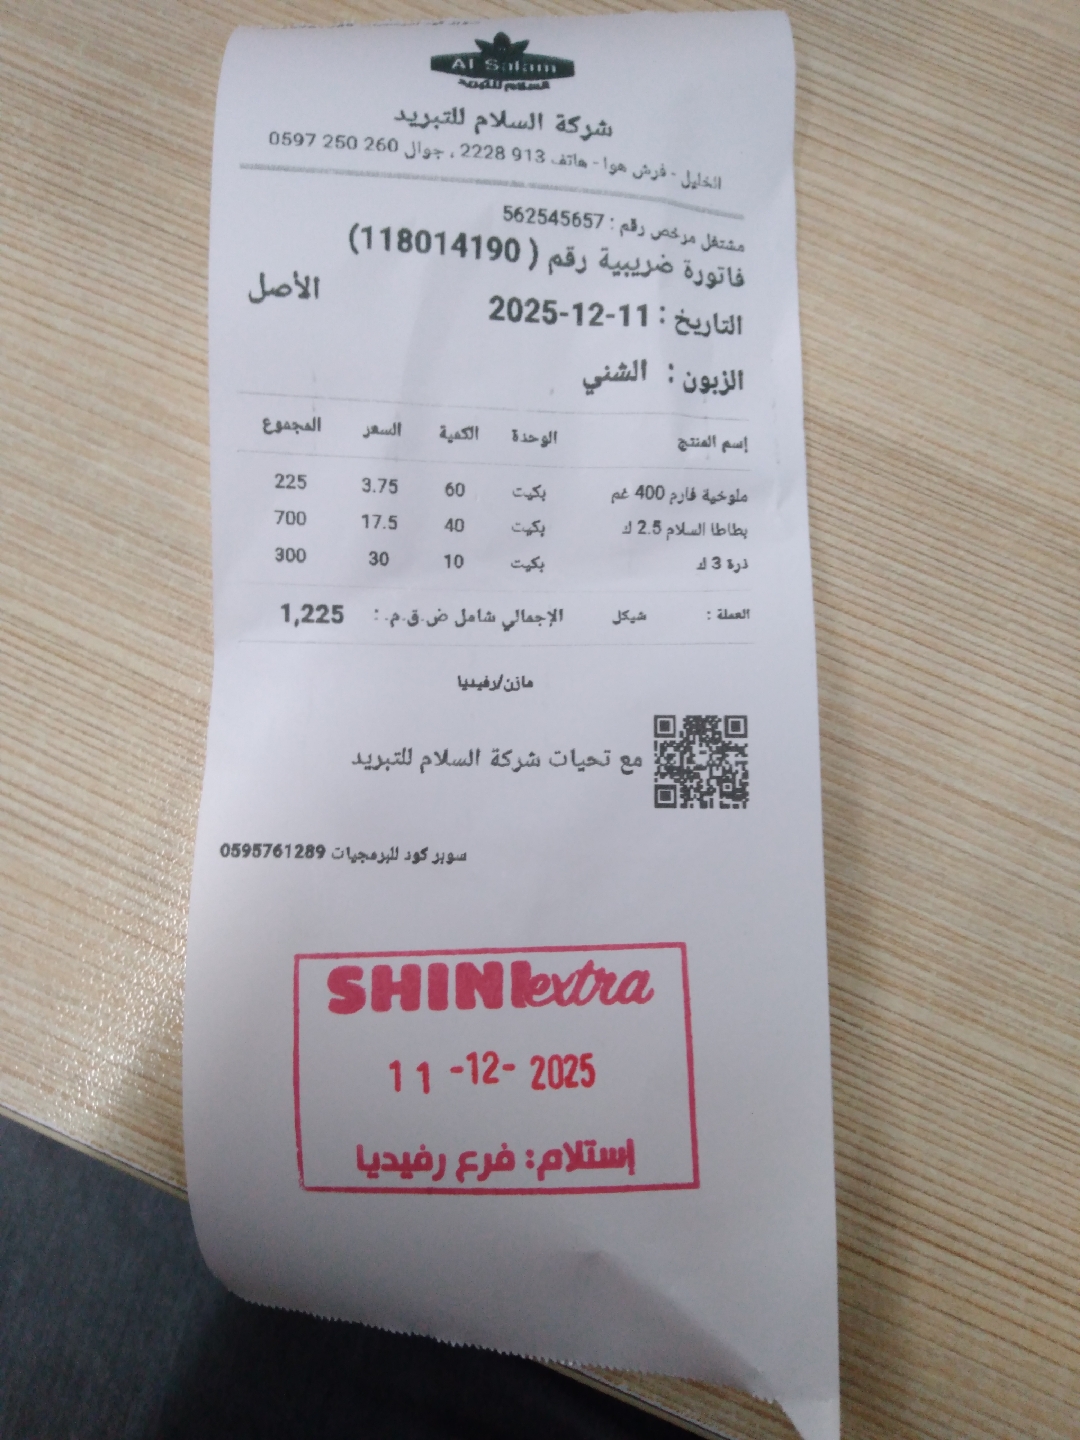 Al Salam
السلام للتبريد
شركة السلام للتبريد
الخليل - فرش هوا - هاتف 913 2228 ، جوال 260 250 0597
مشتغل مرخص رقم : 562545657
فاتورة ضريبية رقم ( 118014190)
التاريخ : 11-12-2025 الأصل
الزبون : الشني
إسم المنتج الوحدة الكمية السعر المجموع
ملوخية فارم 400 غم بكيت 60 3.75 225
بطاطا السلام 2.5 ك بكيت 40 17.5 700
ذرة 3 ك بكيت 10 30 300
العملة : شيكل الإجمالي شامل ض.ق.م. : 1,225
مازن/رفيديا
مع تحيات شركة السلام للتبريد
سوبر كود للبرمجيات 0595761289
SHINI extra
11 -12- 2025
إستلام: فرع رفيديا